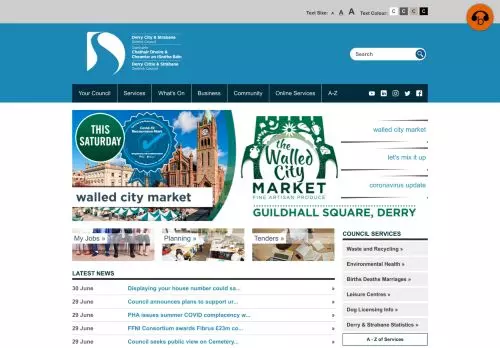 Text Size: A A A Text Colour: C C C C
Derry City & Strabane
District Council
Comhairle
Chathair Dhoire &
Cheantar an tSratha Báin
Derry Cittie & Stràbane
Destrìck Cooncil
Search
Your Council
Services
What's On
Business
Community
Online Services
A-Z
THIS
SATURDAY
walled city market
the
Walled
City
MARKET
FINE ARTISAN PRODUCE
GUILDHALL SQUARE, DERRY
walled city market
let's mix it up
coronavirus update
My Jobs »
Planning »
Tenders »
COUNCIL SERVICES
Waste and Recycling »
Environmental Health »
Births Deaths Marriages »
Leisure Centres »
Dog Licensing Info »
Derry & Strabane Statistics »
A - Z of Services
LATEST NEWS
30 June Displaying your house number could sa... »
29 June Council announces plans to support ur... »
29 June PHA issues summer COVID complacency w... »
29 June FFNI Consortium awards Fibrus £23m co... »
29 June Council seeks public view on Cemetery... »